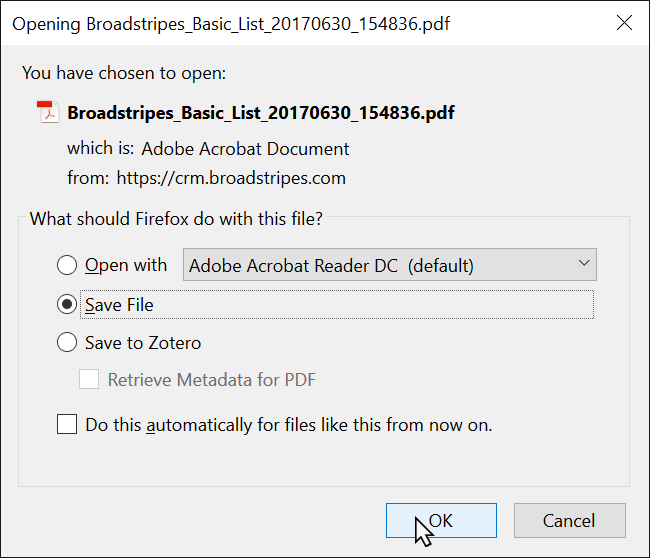 Opening Broadstripes_Basic_List_20170630_154836.pdf
You have chosen to open:
Broadstripes_Basic_List_20170630_154836.pdf
which is: Adobe Acrobat Document
from: https://crm.broadstripes.com
What should Firefox do with this file?
Open with Adobe Acrobat Reader DC (default)
Save File
Save to Zotero
Retrieve Metadata for PDF
Do this automatically for files like this from now on.
OK Cancel